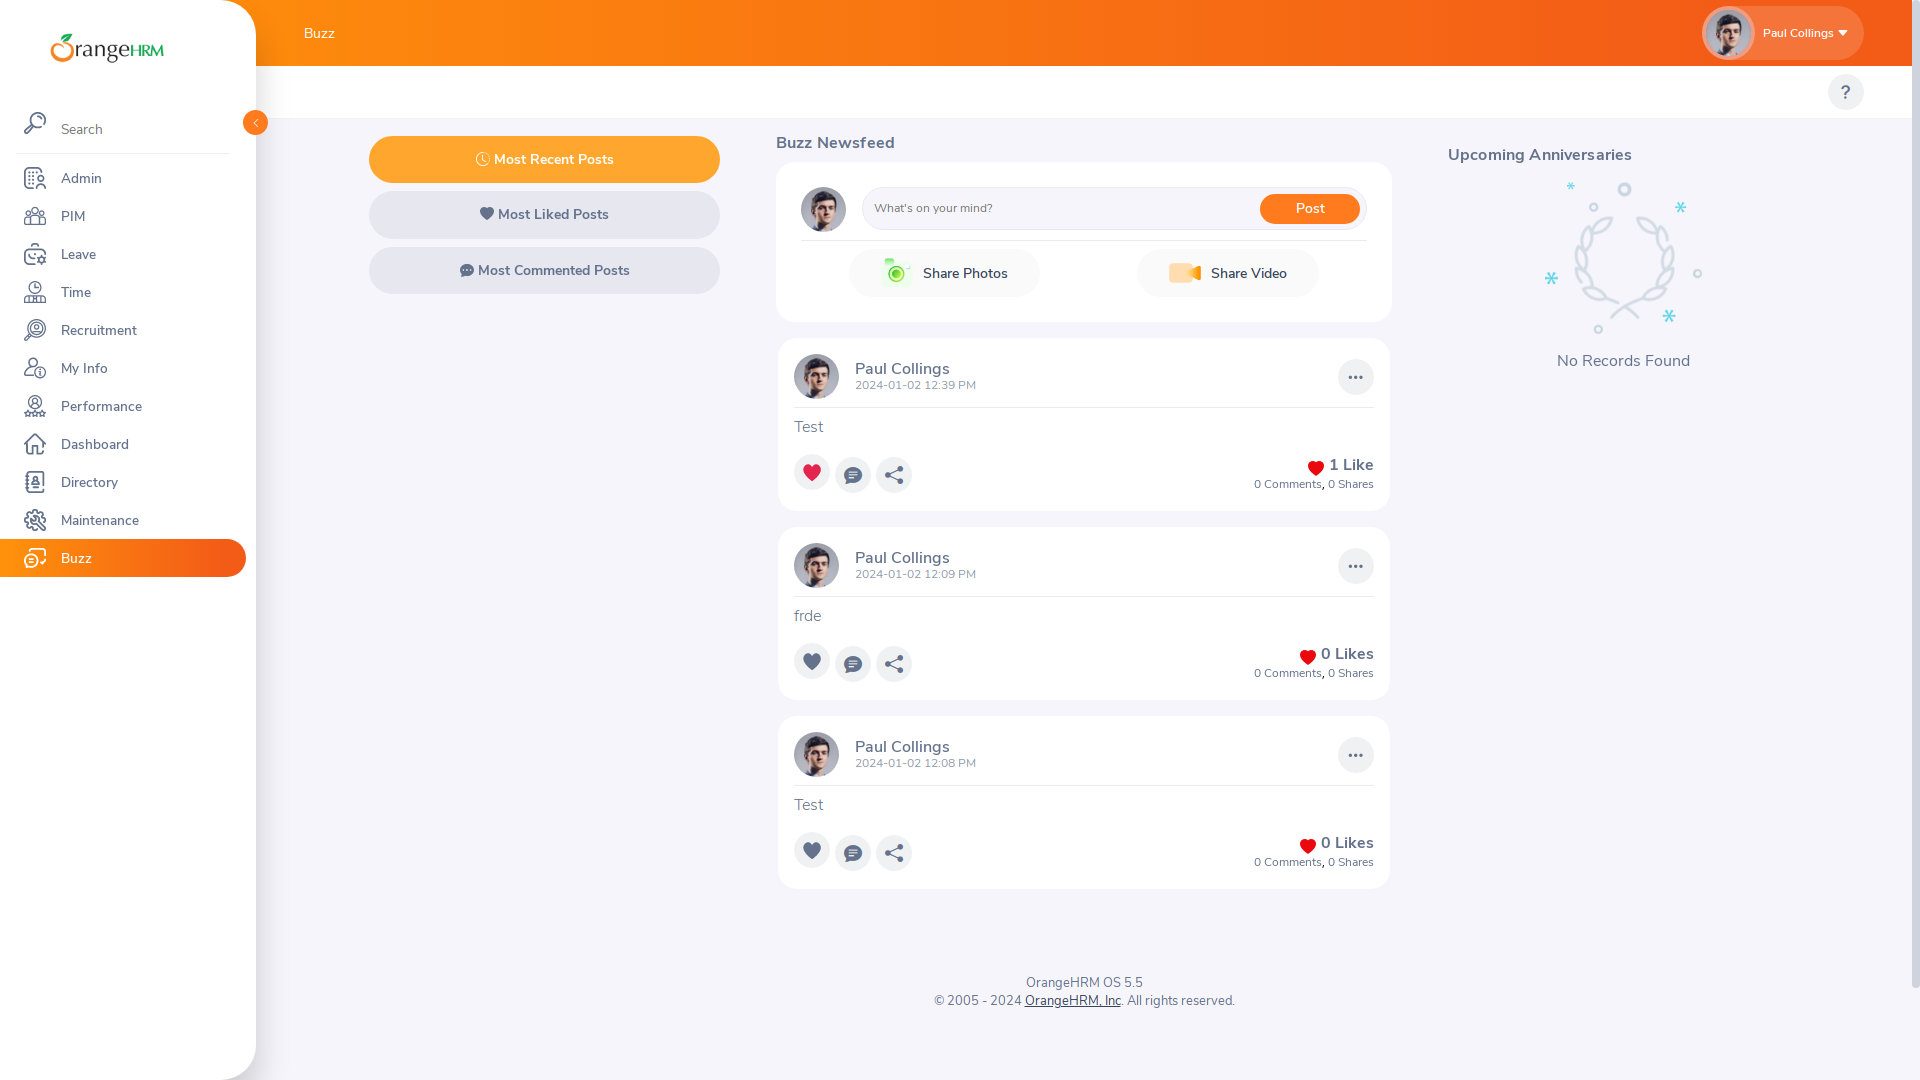 OrangeHRM
Search
Admin
PIM
Leave
Time
Recruitment
My Info
Performance
Dashboard
Directory
Maintenance
Buzz
Buzz
Paul Collings
?
Most Recent Posts
Most Liked Posts
Most Commented Posts
Buzz Newsfeed
What's on your mind?
Post
Share Photos
Share Video
Paul Collings
2024-01-02 12:39 PM
Test
1 Like
0 Comments, 0 Shares
Paul Collings
2024-01-02 12:09 PM
frde
0 Likes
0 Comments, 0 Shares
Paul Collings
2024-01-02 12:08 PM
Test
0 Likes
0 Comments, 0 Shares
Upcoming Anniversaries
No Records Found
OrangeHRM OS 5.5
© 2005 - 2024 OrangeHRM, Inc. All rights reserved.